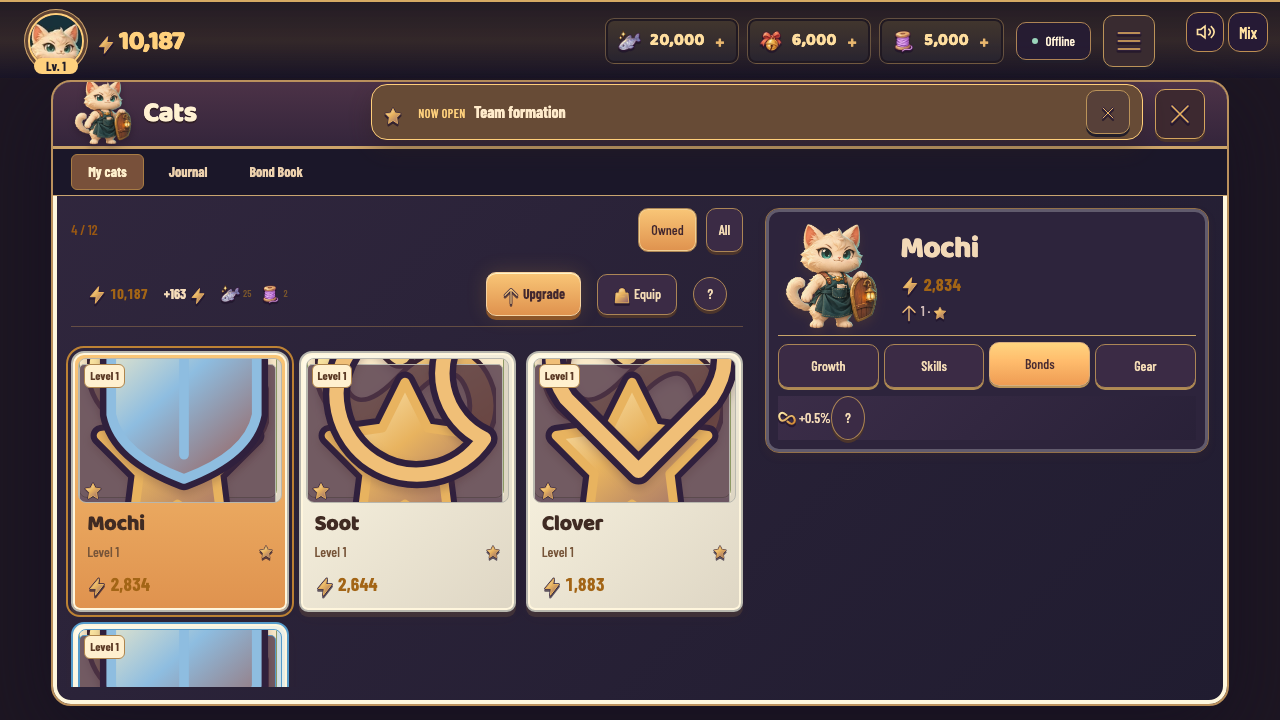 Lv. 1
10,187
20,000 +
6,000 +
5,000 +
Offline
Mix
Cats
NOW OPEN Team formation
My cats
Journal
Bond Book
4 / 12
Owned
All
10,187
+163
25
2
Upgrade
Equip
?
Level 1
Mochi
Level 1
2,834
Level 1
Soot
Level 1
2,644
Level 1
Clover
Level 1
1,883
Level 1
Mochi
2,834
1 ·
Growth
Skills
Bonds
Gear
+0.5%
?